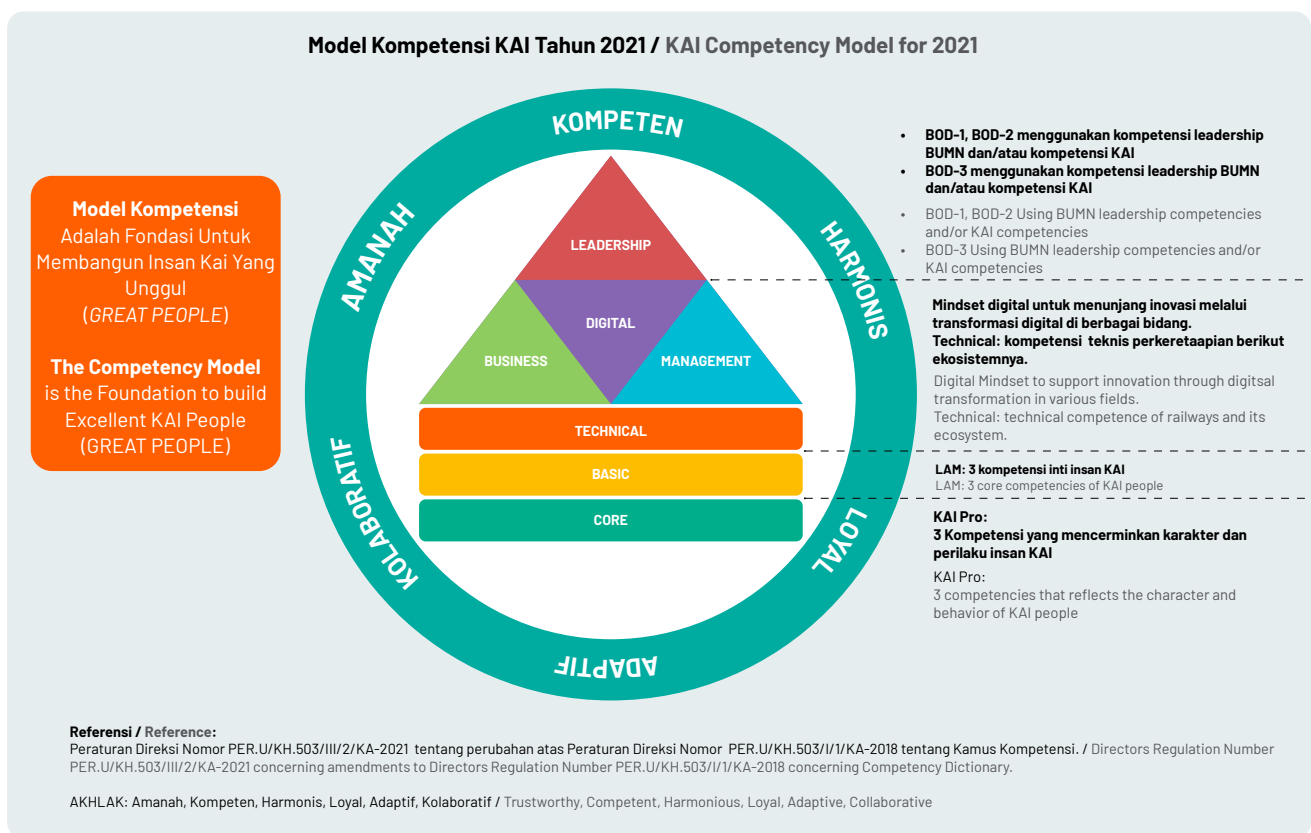 Model Kompetensi KAI Tahun 2021 / KAI Competency Model for 2021
Model Kompetensi
Adalah Fondasi Untuk
Membangun Insan Kai Yang
Unggul
(GREAT PEOPLE)
The Competency Model
is the Foundation to build
Excellent KAI People
(GREAT PEOPLE)
KOMPETEN
HARMONIS
LOYAL
ADAPTIF
KOLABORATIF
AMANAH
LEADERSHIP
DIGITAL
BUSINESS
MANAGEMENT
TECHNICAL
BASIC
CORE
• BOD-1, BOD-2 menggunakan kompetensi leadership
BUMN dan/atau kompetensi KAI
• BOD-3 menggunakan kompetensi leadership BUMN
dan/atau kompetensi KAI
• BOD-1, BOD-2 Using BUMN leadership competencies
and/or KAI competencies
• BOD-3 Using BUMN leadership competencies and/or
KAI competencies
Mindset digital untuk menunjang inovasi melalui
transformasi digital di berbagai bidang.
Technical: kompetensi teknis perkeretaapian berikut
ekosistemnya.
Digital Mindset to support innovation through digitsal
transformation in various fields.
Technical: technical competence of railways and its
ecosystem.
LAM: 3 kompetensi inti insan KAI
LAM: 3 core competencies of KAI people
KAI Pro:
3 Kompetensi yang mencerminkan karakter dan
perilaku insan KAI
KAI Pro:
3 competencies that reflects the character and
behavior of KAI people
Referensi / Reference:
Peraturan Direksi Nomor PER.U/KH.503/III/2/KA-2021 tentang perubahan atas Peraturan Direksi Nomor PER.U/KH.503/I/1/KA-2018 tentang Kamus Kompetensi. / Directors Regulation Number
PER.U/KH.503/III/2/KA-2021 concerning amendments to Directors Regulation Number PER.U/KH.503/I/1/KA-2018 concerning Competency Dictionary.
AKHLAK: Amanah, Kompeten, Harmonis, Loyal, Adaptif, Kolaboratif / Trustworthy, Competent, Harmonious, Loyal, Adaptive, Collaborative